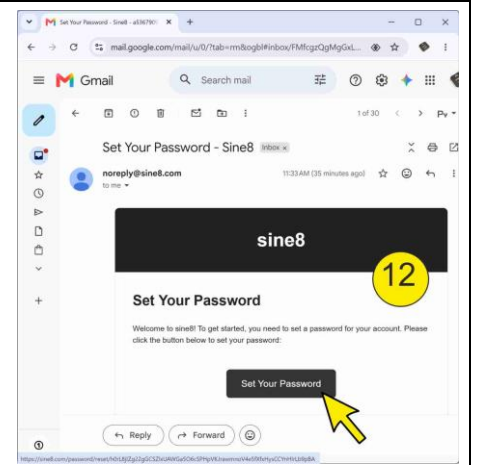 Set Your Password - Sine8 - a536790
mail.google.com/mail/u/0/?tab=rm&ogbl#inbox/FMfcgzQgMgGxL...
Gmail
Search mail
1 of 30
Py
Set Your Password - Sine8 Inbox x
noreply@sine8.com 11:33 AM (35 minutes ago)
to me
sine8
12
Set Your Password
Welcome to sine8! To get started, you need to set a password for your account. Please
click the button below to set your password:
Set Your Password
Reply Forward